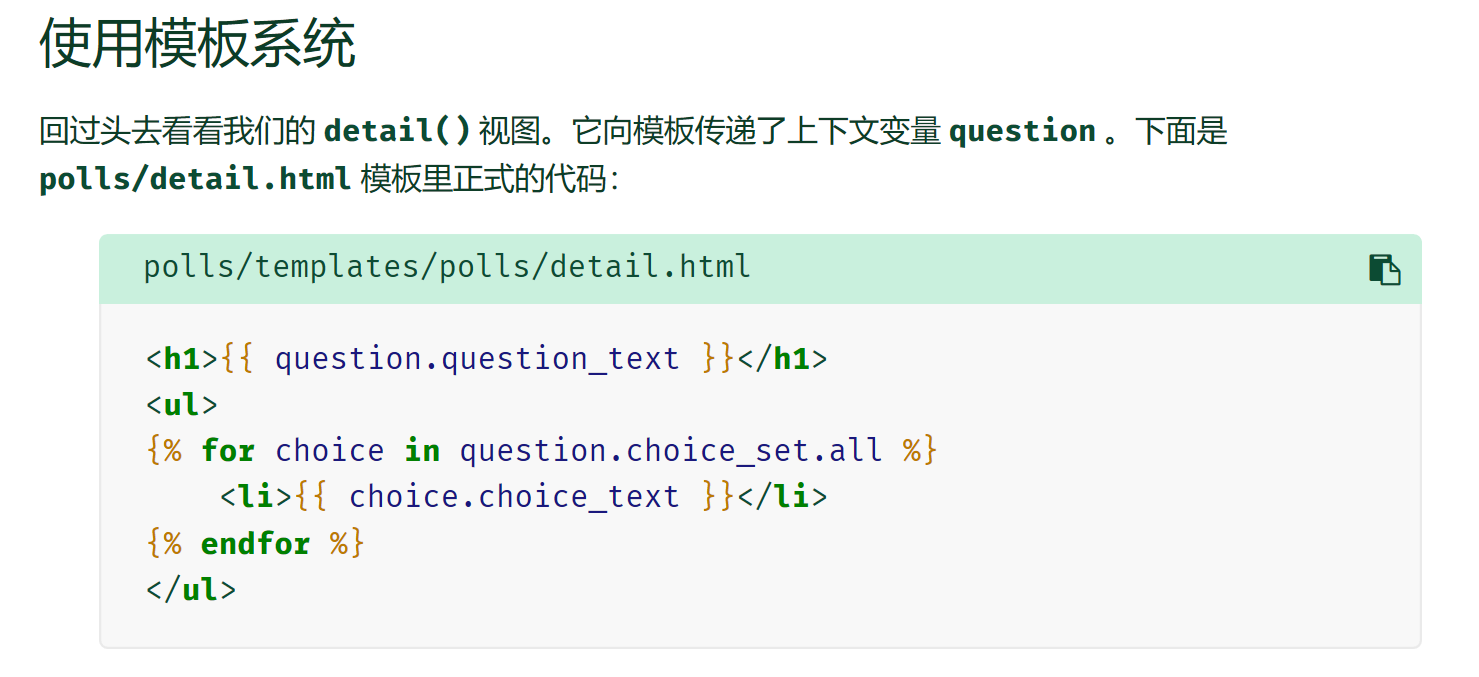 使用模板系统
回过头去看看我们的 detail() 视图。它向模板传递了上下文变量 question 。下面是
polls/detail.html 模板里正式的代码：
polls/templates/polls/detail.html
<h1>{{ question.question_text }}</h1>
<ul>
{% for choice in question.choice_set.all %}
    <li>{{ choice.choice_text }}</li>
{% endfor %}
</ul>